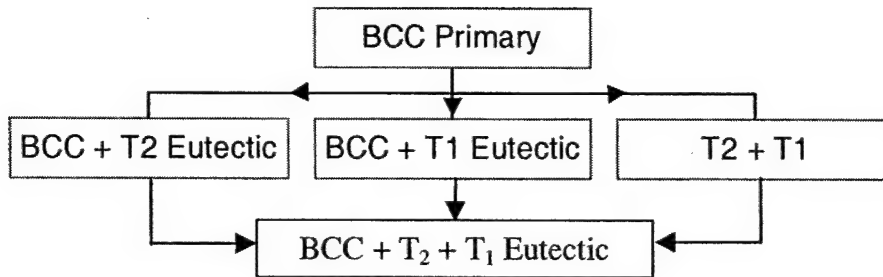 BCC Primary
BCC + T2 Eutectic
BCC + T1 Eutectic
T2 + T1
BCC + T₂ + T₁ Eutectic